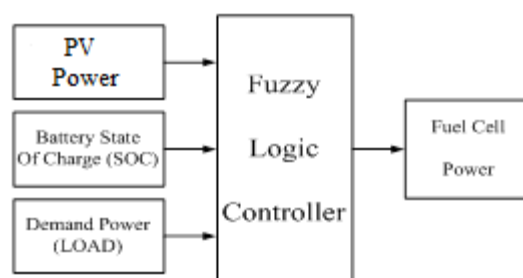 PV
Power
Battery State
Of Charge (SOC)
Demand Power
(LOAD)
Fuzzy
Logic
Controller
Fuel Cell
Power